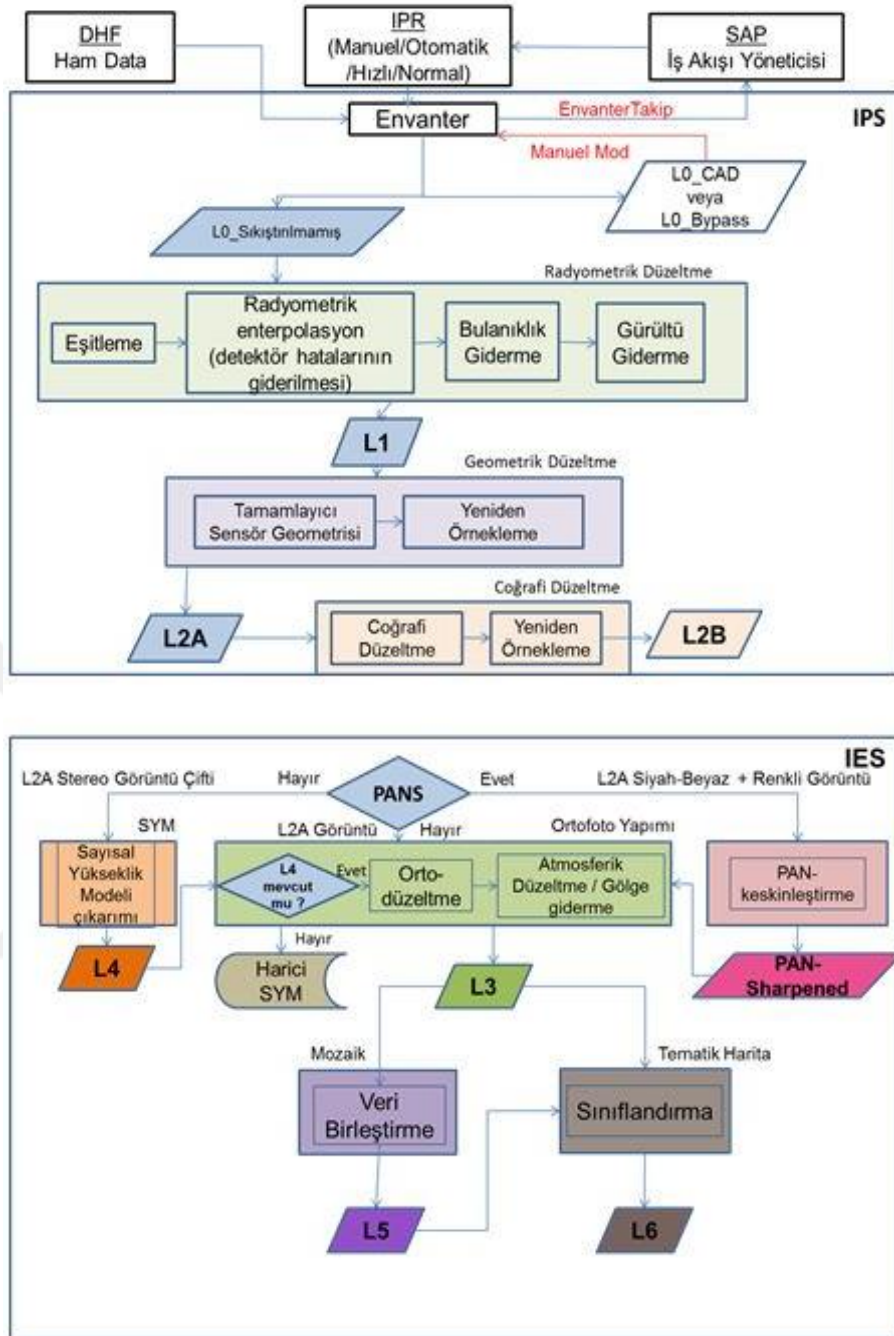 DHF
Ham Data
IPR
(Manuel/Otomatik
/Hızlı/Normal)
SAP
İş Akışı Yöneticisi
Envanter
EnvanterTakip
IPS
Manuel Mod
L0_CAD
veya
L0_Bypass
L0_Sıkıştırılmamış
Radyometrik Düzeltme
Eşitleme
Radyometrik
enterpolasyon
(detektör hatalarının
giderilmesi)
Bulanıklık
Giderme
Gürültü
Giderme
L1
Geometrik Düzeltme
Tamamlayıcı
Sensör Geometrisi
Yeniden
Örnekleme
Coğrafi Düzeltme
L2A
Coğrafi
Düzeltme
Yeniden
Örnekleme
L2B
IES
L2A Stereo Görüntü Çifti
Hayır
PANS
Evet
L2A Siyah-Beyaz + Renkli Görüntü
SYM
L2A Görüntü
Hayır
Ortofoto Yapımı
Sayısal
Yükseklik
Modeli
çıkarımı
L4
mevcut
mu ?
Evet
Orto-
düzeltme
Atmosferik
Düzeltme / Gölge
giderme
PAN-
keskinleştirme
L4
Hayır
Harici
SYM
L3
PAN-
Sharpened
Mozaik
Tematik Harita
Veri
Birleştirme
Sınıflandırma
L5
L6